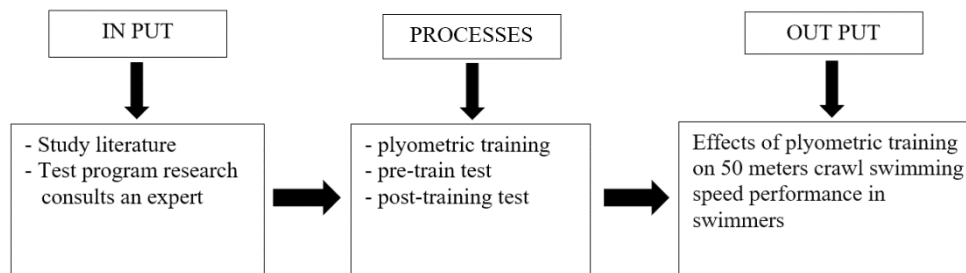 IN PUT
PROCESSES
OUT PUT
- Study literature
- Test program research
consults an expert
- plyometric training
- pre-train test
- post-training test
Effects of plyometric training
on 50 meters crawl swimming
speed performance in
swimmers